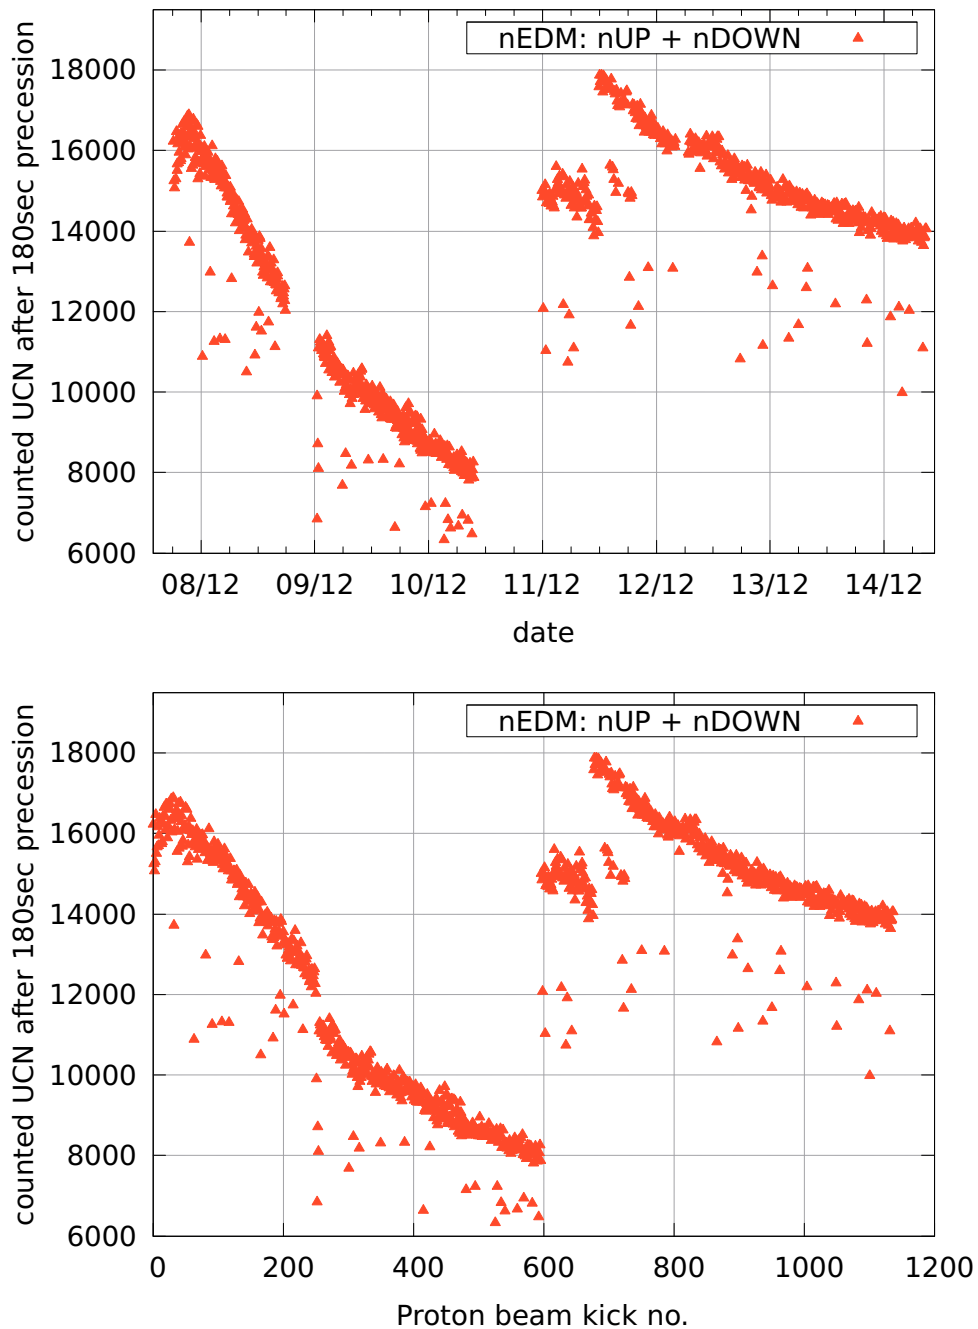 nEDM: nUP + nDOWN
counted UCN after 180sec precession
18000
16000
14000
12000
10000
8000
6000
08/12 09/12 10/12 11/12 12/12 13/12 14/12
date
nEDM: nUP + nDOWN
counted UCN after 180sec precession
18000
16000
14000
12000
10000
8000
6000
0 200 400 600 800 1000 1200
Proton beam kick no.